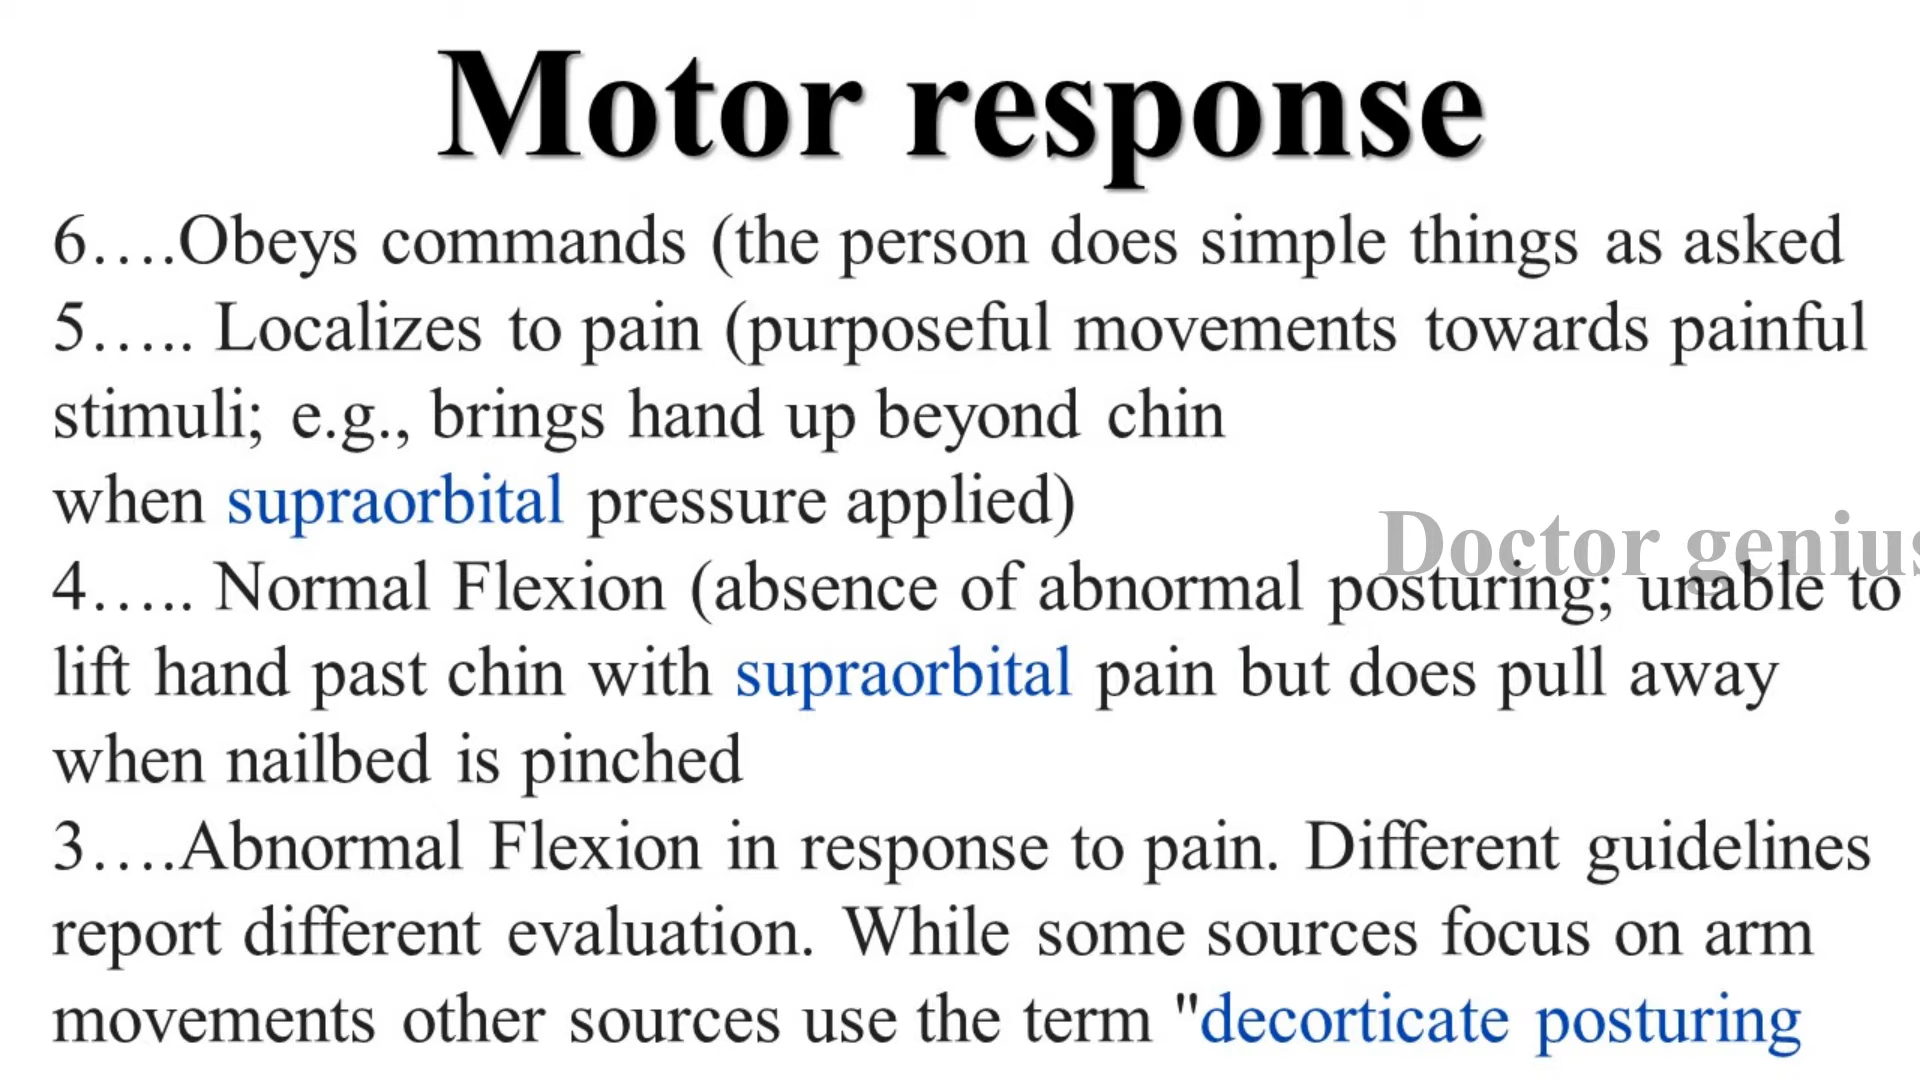 Motor response
6….Obeys commands (the person does simple things as asked
5….. Localizes to pain (purposeful movements towards painful
stimuli; e.g., brings hand up beyond chin
when supraorbital pressure applied)
Doctor genius
4….. Normal Flexion (absence of abnormal posturing; unable to
lift hand past chin with supraorbital pain but does pull away
when nailbed is pinched
3….Abnormal Flexion in response to pain. Different guidelines
report different evaluation. While some sources focus on arm
movements other sources use the term "decorticate posturing